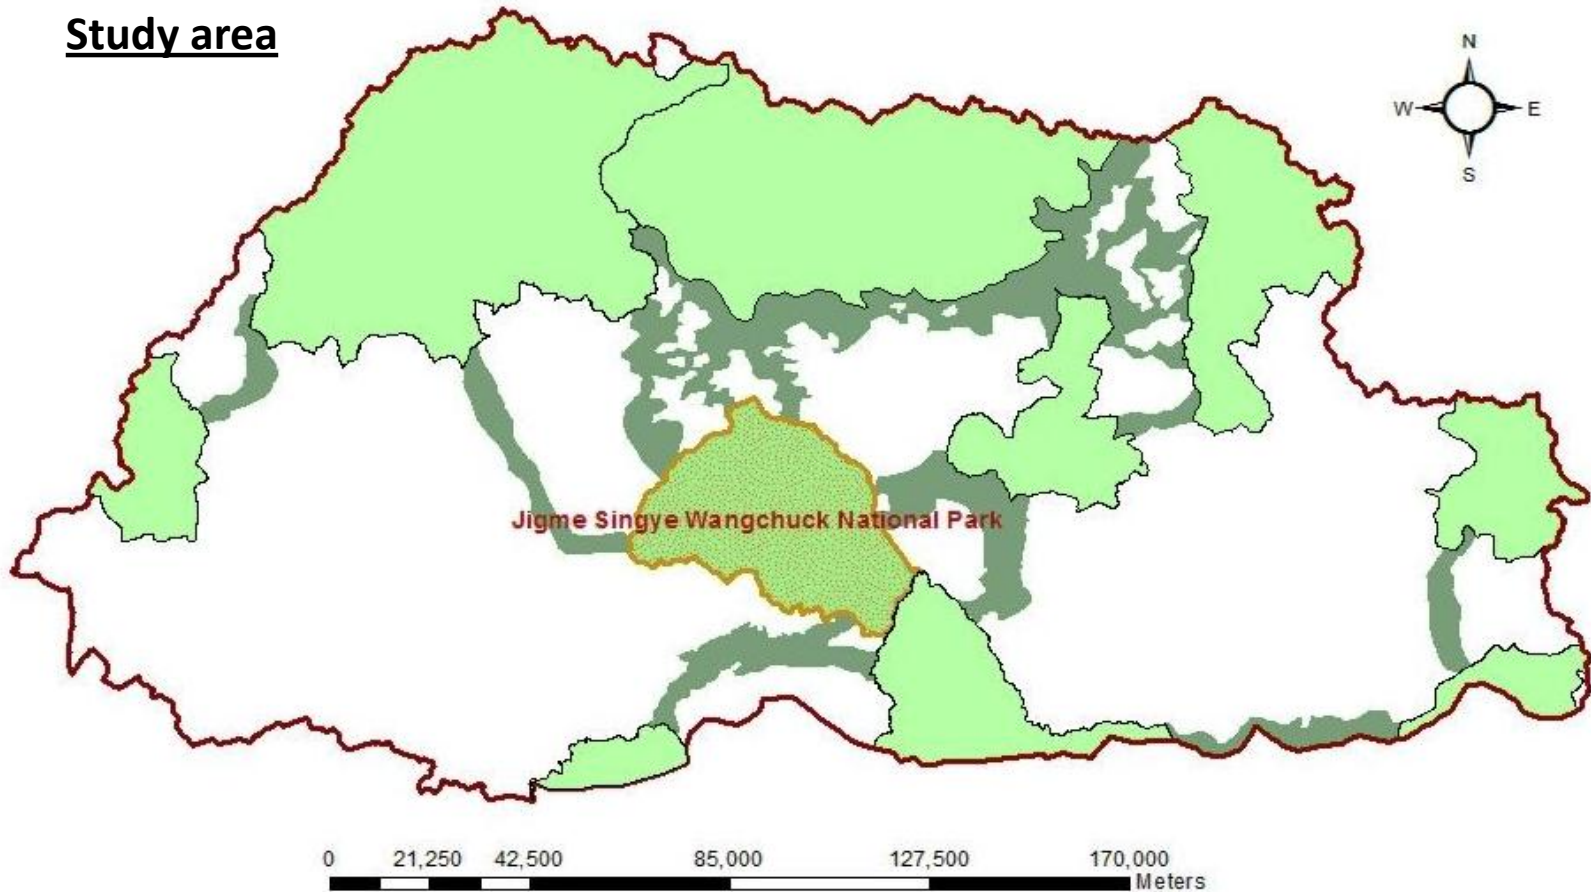 Study area
N
W E
S
Jigme Singye Wangchuck National Park
0 21,250 42,500 85,000 127,500 170,000
Meters